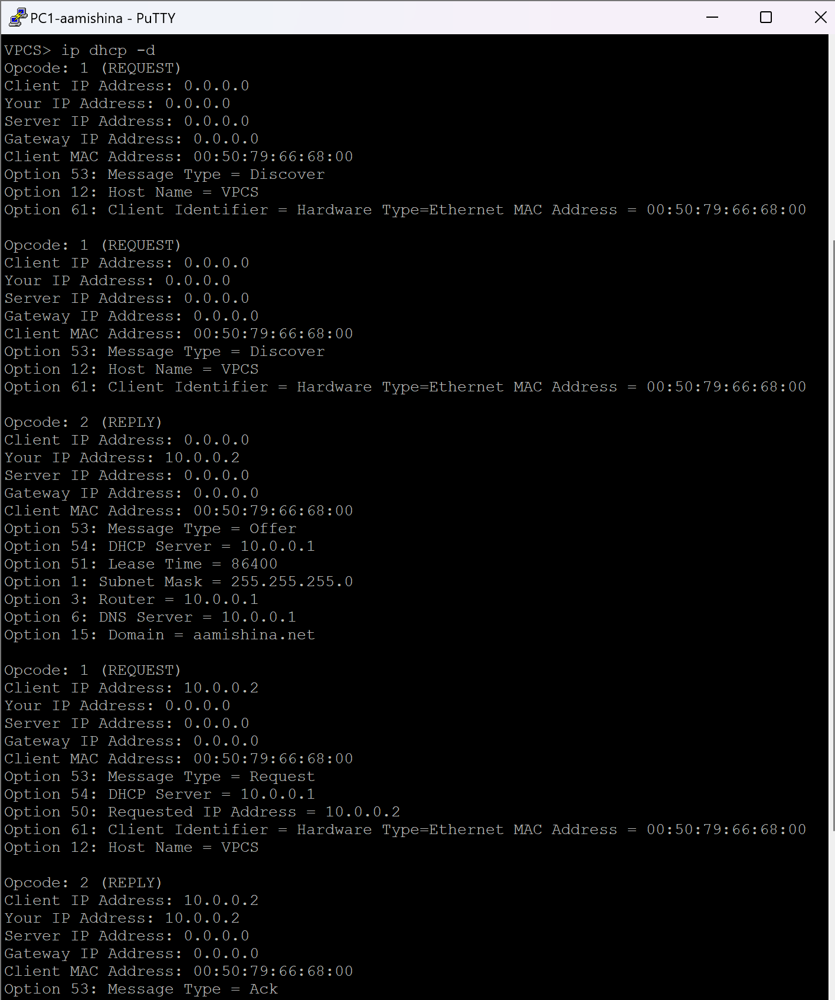 PC1-aamishina - PuTTY
VPCS> ip dhcp -d
Opcode: 1 (REQUEST)
Client IP Address: 0.0.0.0
Your IP Address: 0.0.0.0
Server IP Address: 0.0.0.0
Gateway IP Address: 0.0.0.0
Client MAC Address: 00:50:79:66:68:00
Option 53: Message Type = Discover
Option 12: Host Name = VPCS
Option 61: Client Identifier = Hardware Type=Ethernet MAC Address = 00:50:79:66:68:00

Opcode: 1 (REQUEST)
Client IP Address: 0.0.0.0
Your IP Address: 0.0.0.0
Server IP Address: 0.0.0.0
Gateway IP Address: 0.0.0.0
Client MAC Address: 00:50:79:66:68:00
Option 53: Message Type = Discover
Option 12: Host Name = VPCS
Option 61: Client Identifier = Hardware Type=Ethernet MAC Address = 00:50:79:66:68:00

Opcode: 2 (REPLY)
Client IP Address: 0.0.0.0
Your IP Address: 10.0.0.2
Server IP Address: 0.0.0.0
Gateway IP Address: 0.0.0.0
Client MAC Address: 00:50:79:66:68:00
Option 53: Message Type = Offer
Option 54: DHCP Server = 10.0.0.1
Option 51: Lease Time = 86400
Option 1: Subnet Mask = 255.255.255.0
Option 3: Router = 10.0.0.1
Option 6: DNS Server = 10.0.0.1
Option 15: Domain = aamishina.net

Opcode: 1 (REQUEST)
Client IP Address: 10.0.0.2
Your IP Address: 0.0.0.0
Server IP Address: 0.0.0.0
Gateway IP Address: 0.0.0.0
Client MAC Address: 00:50:79:66:68:00
Option 53: Message Type = Request
Option 54: DHCP Server = 10.0.0.1
Option 50: Requested IP Address = 10.0.0.2
Option 61: Client Identifier = Hardware Type=Ethernet MAC Address = 00:50:79:66:68:00
Option 12: Host Name = VPCS

Opcode: 2 (REPLY)
Client IP Address: 10.0.0.2
Your IP Address: 10.0.0.2
Server IP Address: 0.0.0.0
Gateway IP Address: 0.0.0.0
Client MAC Address: 00:50:79:66:68:00
Option 53: Message Type = Ack